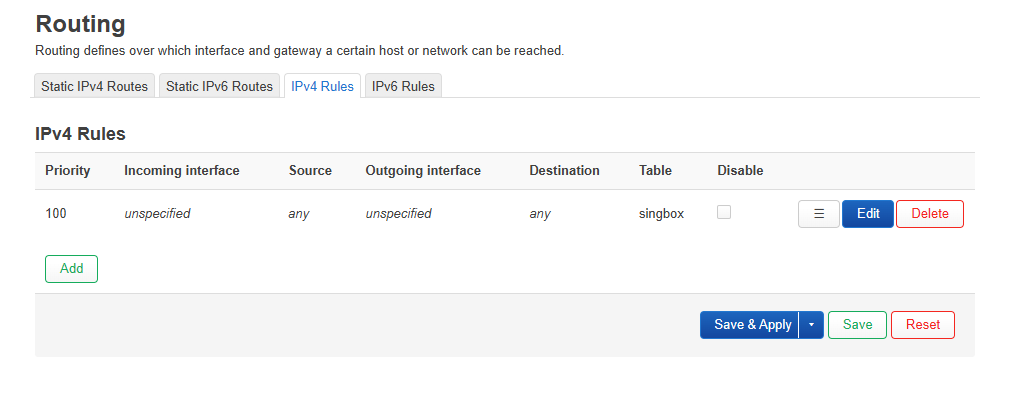 Routing
Routing defines over which interface and gateway a certain host or network can be reached.
Static IPv4 Routes Static IPv6 Routes IPv4 Rules IPv6 Rules
IPv4 Rules
Priority Incoming interface Source Outgoing interface Destination Table Disable
100 unspecified any unspecified any singbox ☰ Edit Delete
Add
Save & Apply Save Reset